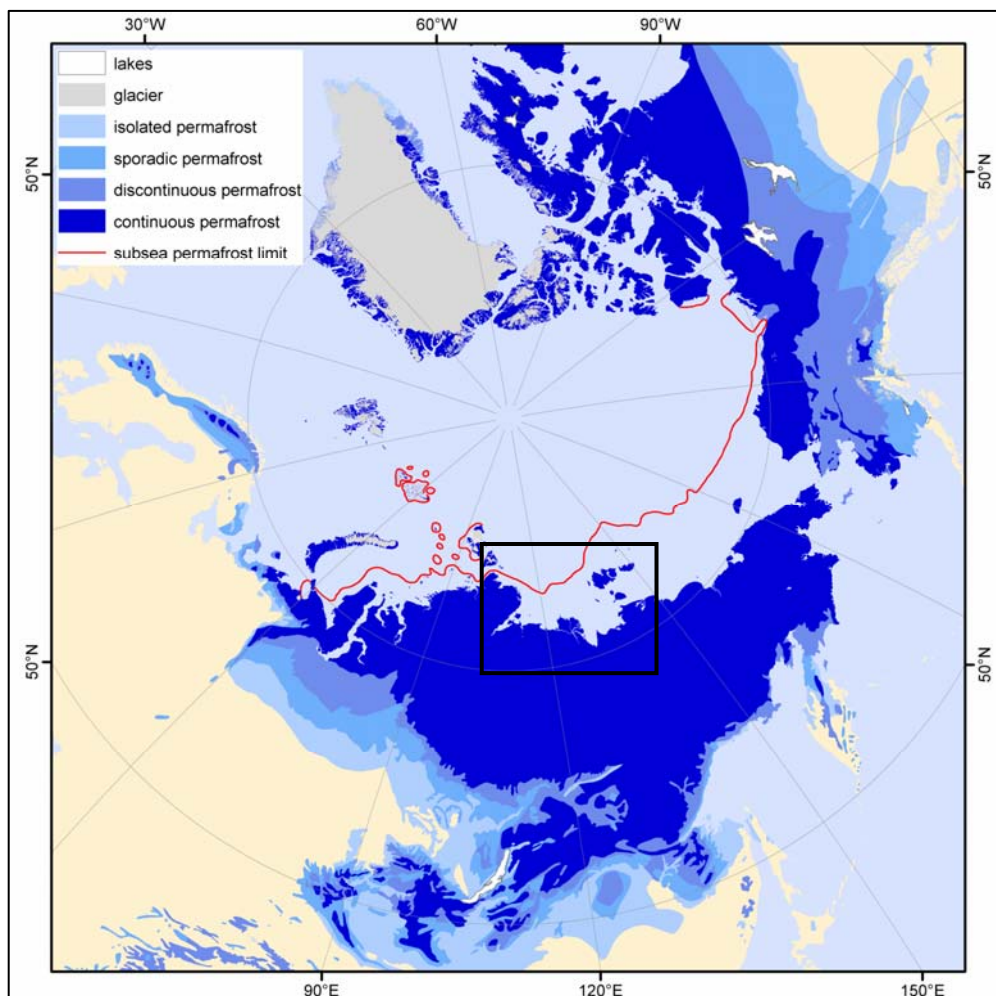 30°W 60°W 90°W
lakes
glacier
isolated permafrost
sporadic permafrost
discontinuous permafrost
continuous permafrost
subsea permafrost limit
50°N 50°N
50°N 50°N
90°E 120°E 150°E